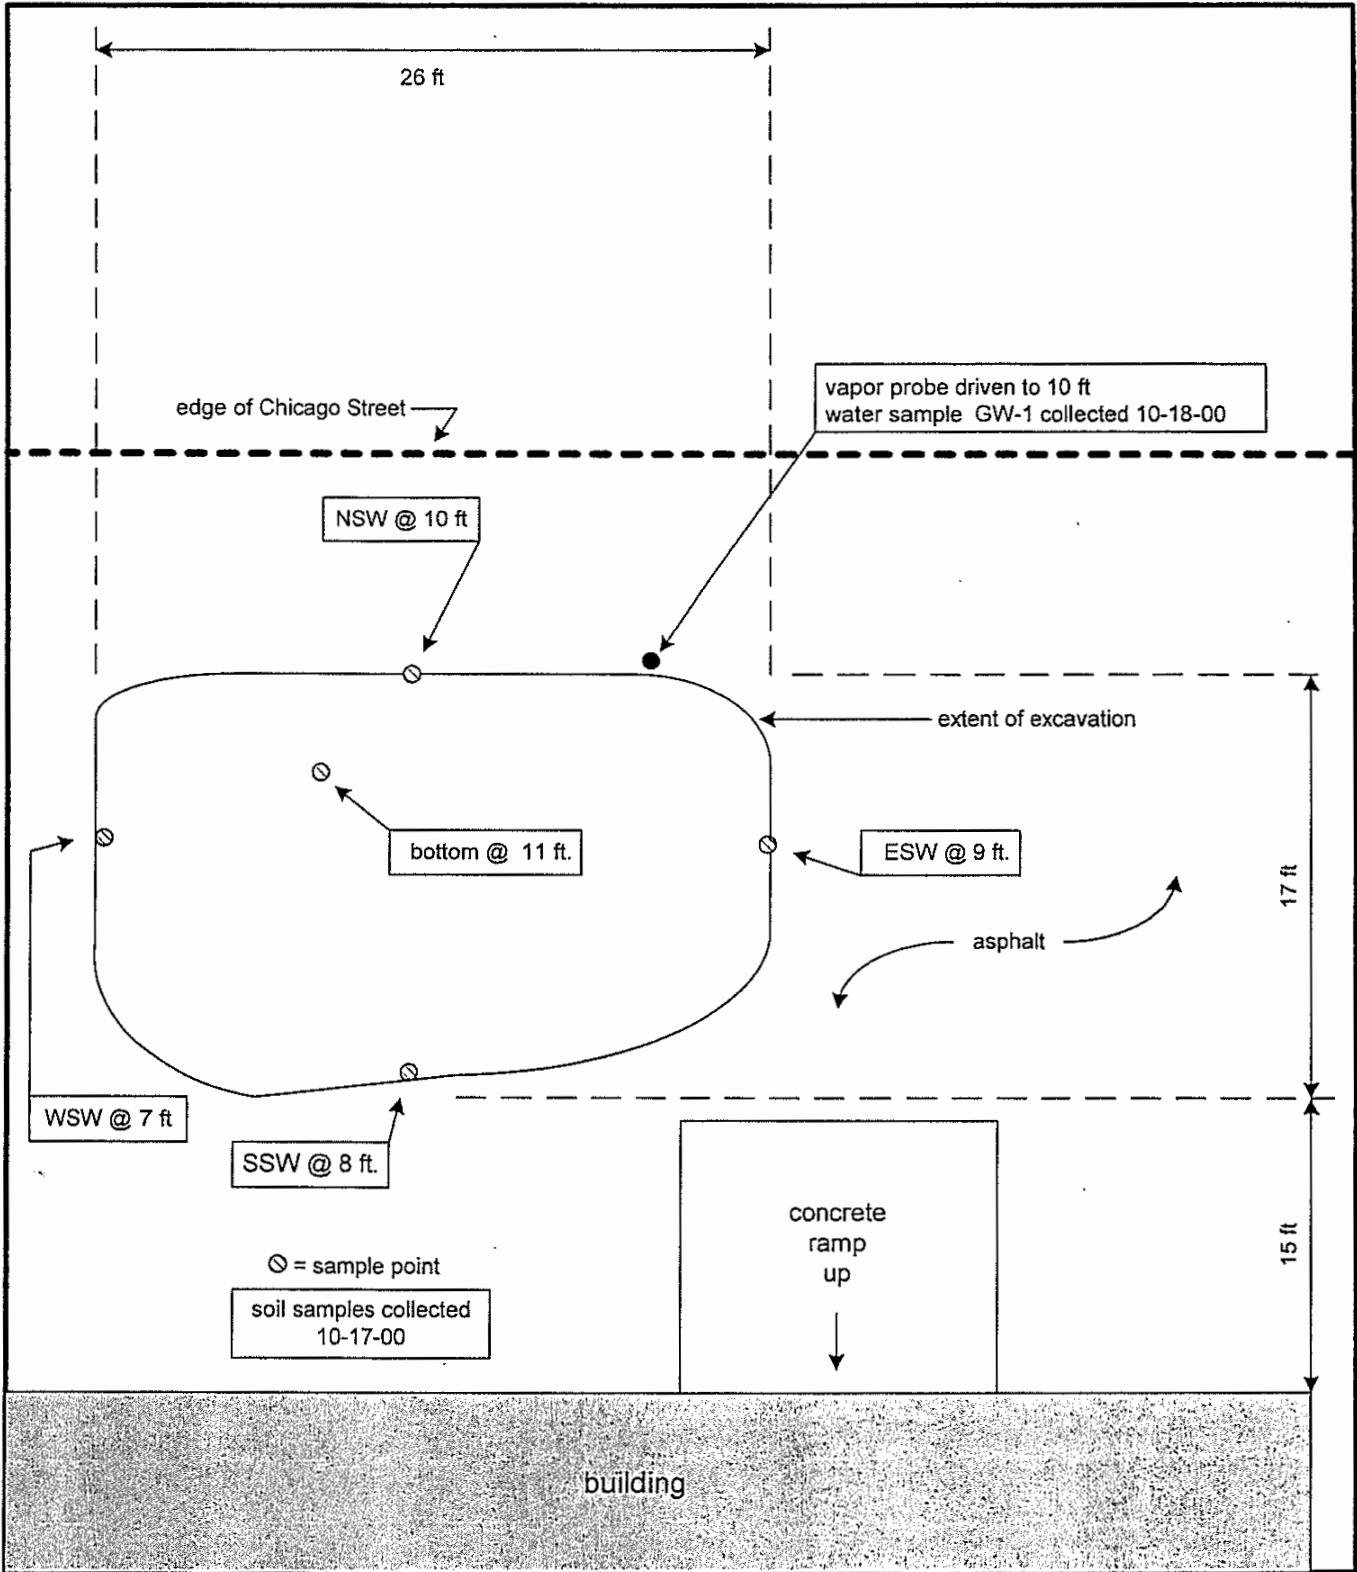 26 ft
edge of Chicago Street
vapor probe driven to 10 ft
water sample GW-1 collected 10-18-00
NSW @ 10 ft
extent of excavation
bottom @ 11 ft.
ESW @ 9 ft.
17 ft
asphalt
WSW @ 7 ft
SSW @ 8 ft.
concrete
ramp
up
15 ft
= sample point
soil samples collected
10-17-00
building